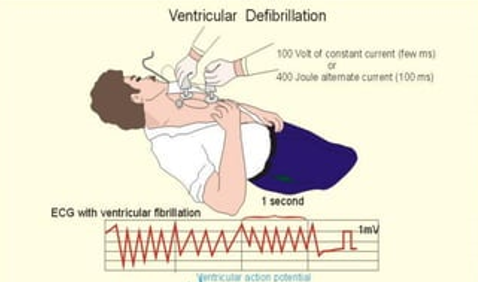 Ventricular Defibrillation
100 Volt of constant current (few ms)
or
400 Joule alternate current (100 ms)
1 second
ECG with ventricular fibrillation
1mV
Ventricular action potential